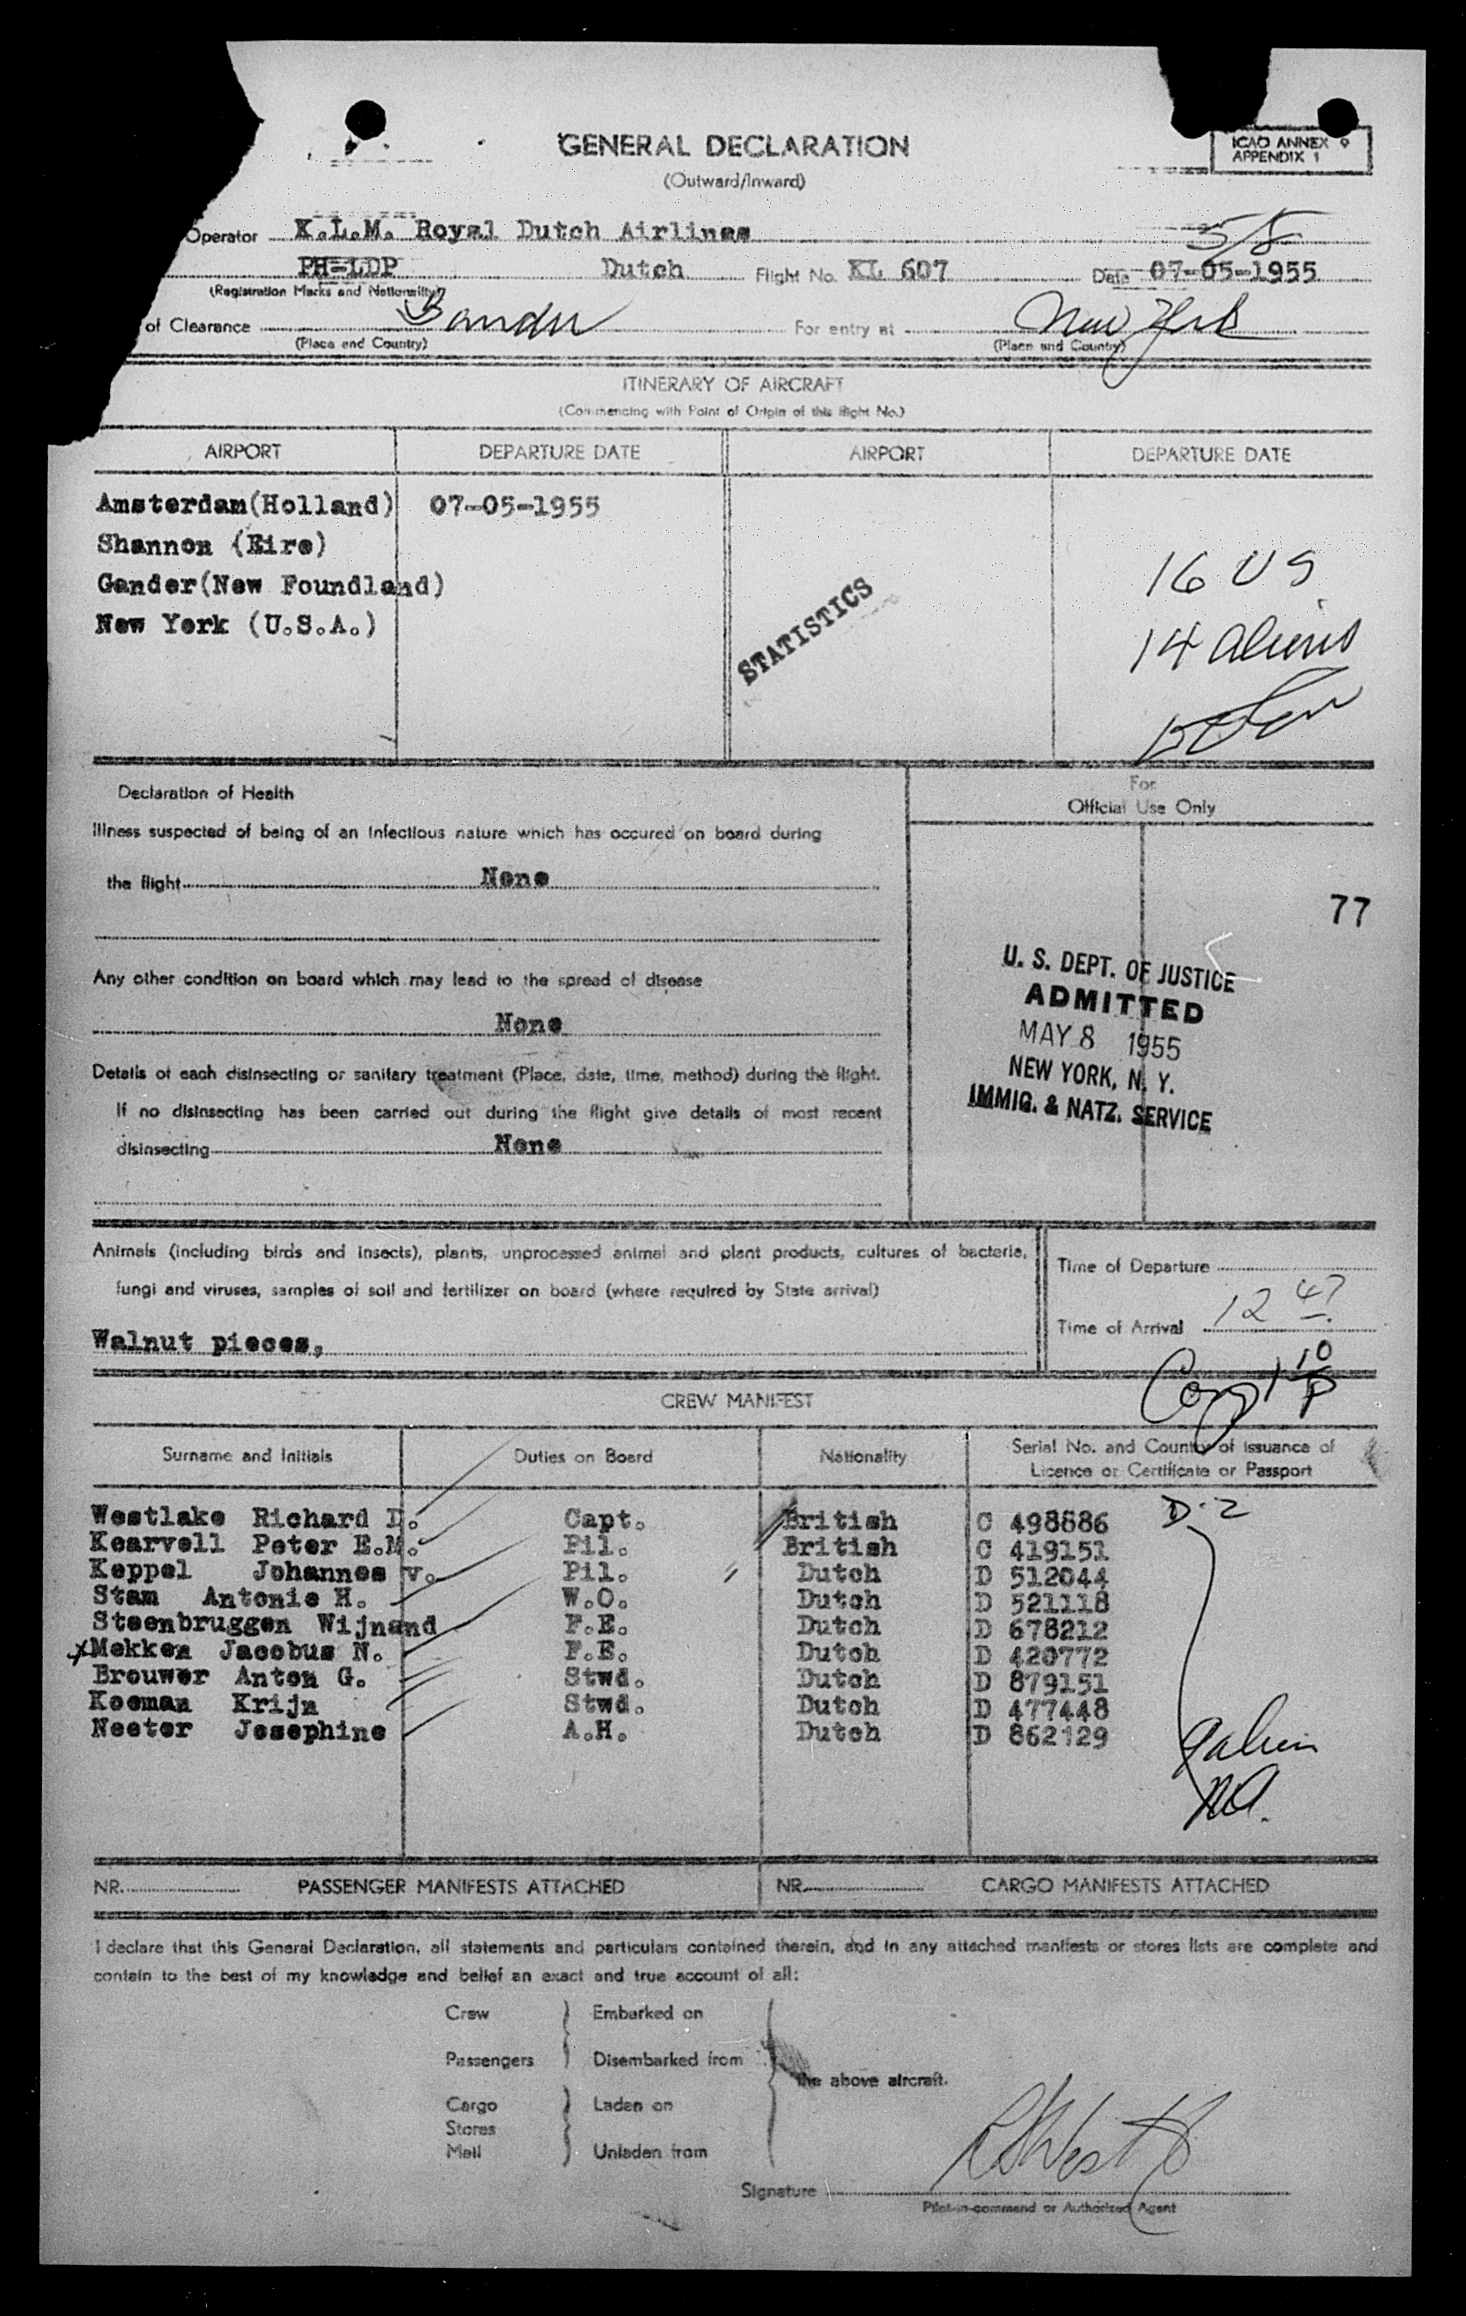 GENERAL DECLARATION
(Outward/Inward)
ICAO ANNEX 9
APPENDIX 1
Operator K.L.M. Royal Dutch Airlines
5/8
PH-LDP Dutch Flight No. KL 607 Date 07-05-1955
(Registration Marks and Nationality)
of Clearance Gander For entry at New York
(Place and Country) (Place and Country)
ITINERARY OF AIRCRAFT
(Commencing with Point of Origin of this flight No.)
AIRPORT DEPARTURE DATE AIRPORT DEPARTURE DATE
Amsterdam(Holland) 07-05-1955
Shannon (Eire)
Gander(New Foundland)
New York (U.S.A.)
STATISTICS
16 US
14 aliens
Declaration of Health
For
Official Use Only
Illness suspected of being of an infectious nature which has occured on board during
the flight None
77
Any other condition on board which may lead to the spread of disease
None
U. S. DEPT. OF JUSTICE
ADMITTED
MAY 8 1955
NEW YORK, N. Y.
IMMIG. & NATZ. SERVICE
Details of each disinsecting or sanitary treatment (Place, date, time, method) during the flight.
If no disinsecting has been carried out during the flight give details of most recent
disinsecting None
Animals (including birds and insects), plants, unprocessed animal and plant products, cultures of bacteria,
fungi and viruses, samples of soil and fertilizer on board (where required by State arrival)
Walnut pieces,
Time of Departure
Time of Arrival 12 47
1 10 P
CREW MANIFEST
Surname and Initials Duties on Board Nationality Serial No. and Country of issuance of
Licence or Certificate or Passport
Westlake Richard D. Capt. British C 498686 D-2
Kearvell Peter E.M. Pil. British C 419151
Keppel Johannes v. Pil. " Dutch D 512044
Stam Antonie H. W.O. Dutch D 521118
Steenbruggen Wijnand F.E. Dutch D 678212
x Mekken Jacobus N. F.E. Dutch D 420772
Brouwer Anton G. Stwd. Dutch D 879151
Kooman Krijn Stwd. Dutch D 477448
Neeter Josephine A.H. Dutch D 862129
NR. PASSENGER MANIFESTS ATTACHED NR. CARGO MANIFESTS ATTACHED
I declare that this General Declaration, all statements and particulars contained therein, and in any attached manifests or stores lists are complete and
contain to the best of my knowledge and belief an exact and true account of all:
Crew Embarked on
Passengers Disembarked from
the above aircraft.
Cargo Laden on
Stores
Mail Unladen from
Signature
Pilot-in-command or Authorized Agent